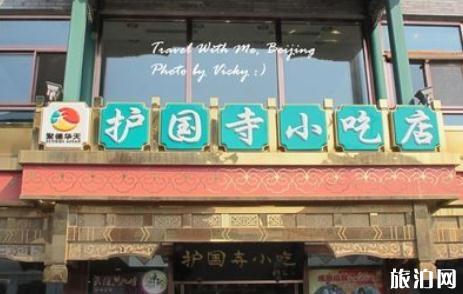 Travel With Me, Beijing
Photo by Vicky :)
聚德华天
护国寺小吃店
护国寺小吃
旅泊网